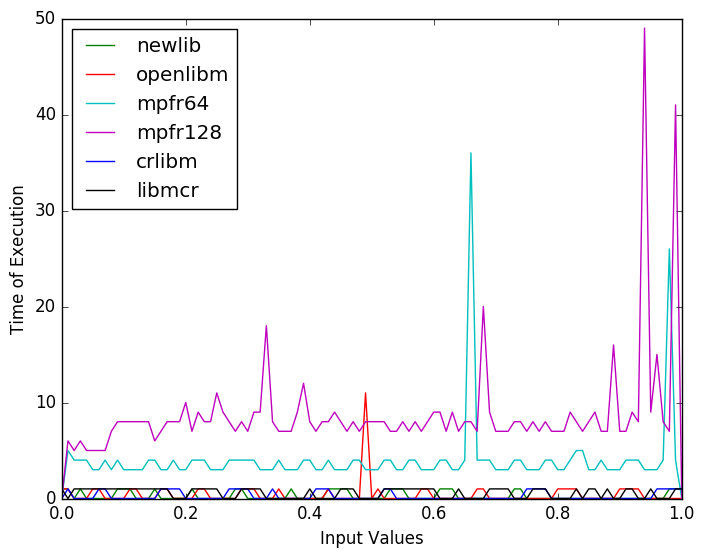 50
40
30
20
10
0
Time of Execution
newlib
openlibm
mpfr64
mpfr128
crlibm
libmcr
0.0 0.2 0.4 0.6 0.8 1.0
Input Values